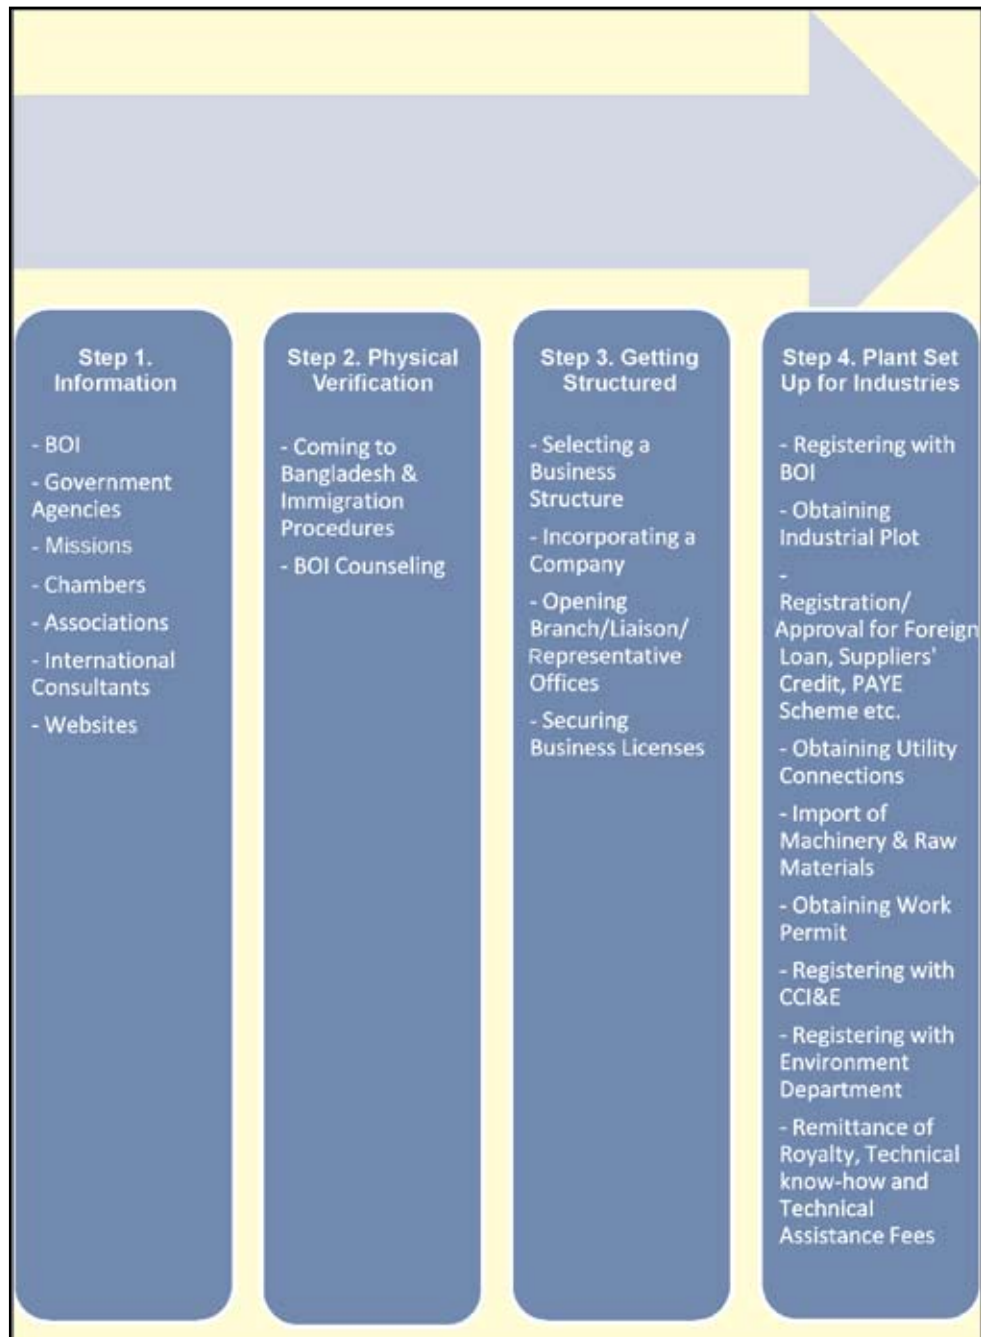 Step 1.
Information
- BOI
- Government
Agencies
- Missions
- Chambers
- Associations
- International
Consultants
- Websites
Step 2. Physical
Verification
- Coming to
Bangladesh &
Immigration
Procedures
- BOI Counseling
Step 3. Getting
Structured
- Selecting a
Business
Structure
- Incorporating a
Company
- Opening
Branch/Liaison/
Representative
Offices
- Securing
Business Licenses
Step 4. Plant Set
Up for Industries
- Registering with
BOI
- Obtaining
Industrial Plot
-
Registration/
Approval for Foreign
Loan, Suppliers'
Credit, PAYE
Scheme etc.
- Obtaining Utility
Connections
- Import of
Machinery & Raw
Materials
- Obtaining Work
Permit
- Registering with
CCI&E
- Registering with
Environment
Department
- Remittance of
Royalty, Technical
know-how and
Technical
Assistance Fees